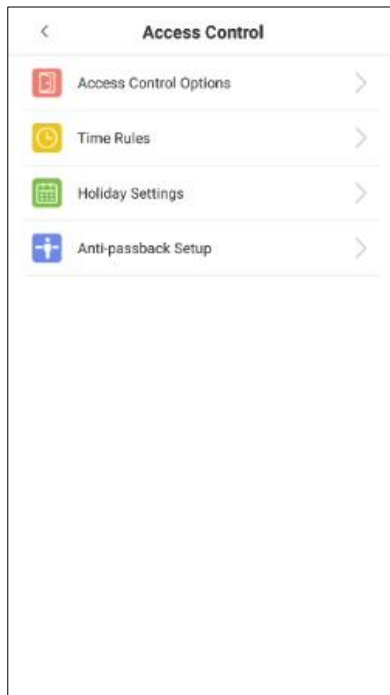 Access Control
Access Control Options
Time Rules
Holiday Settings
Anti-passback Setup